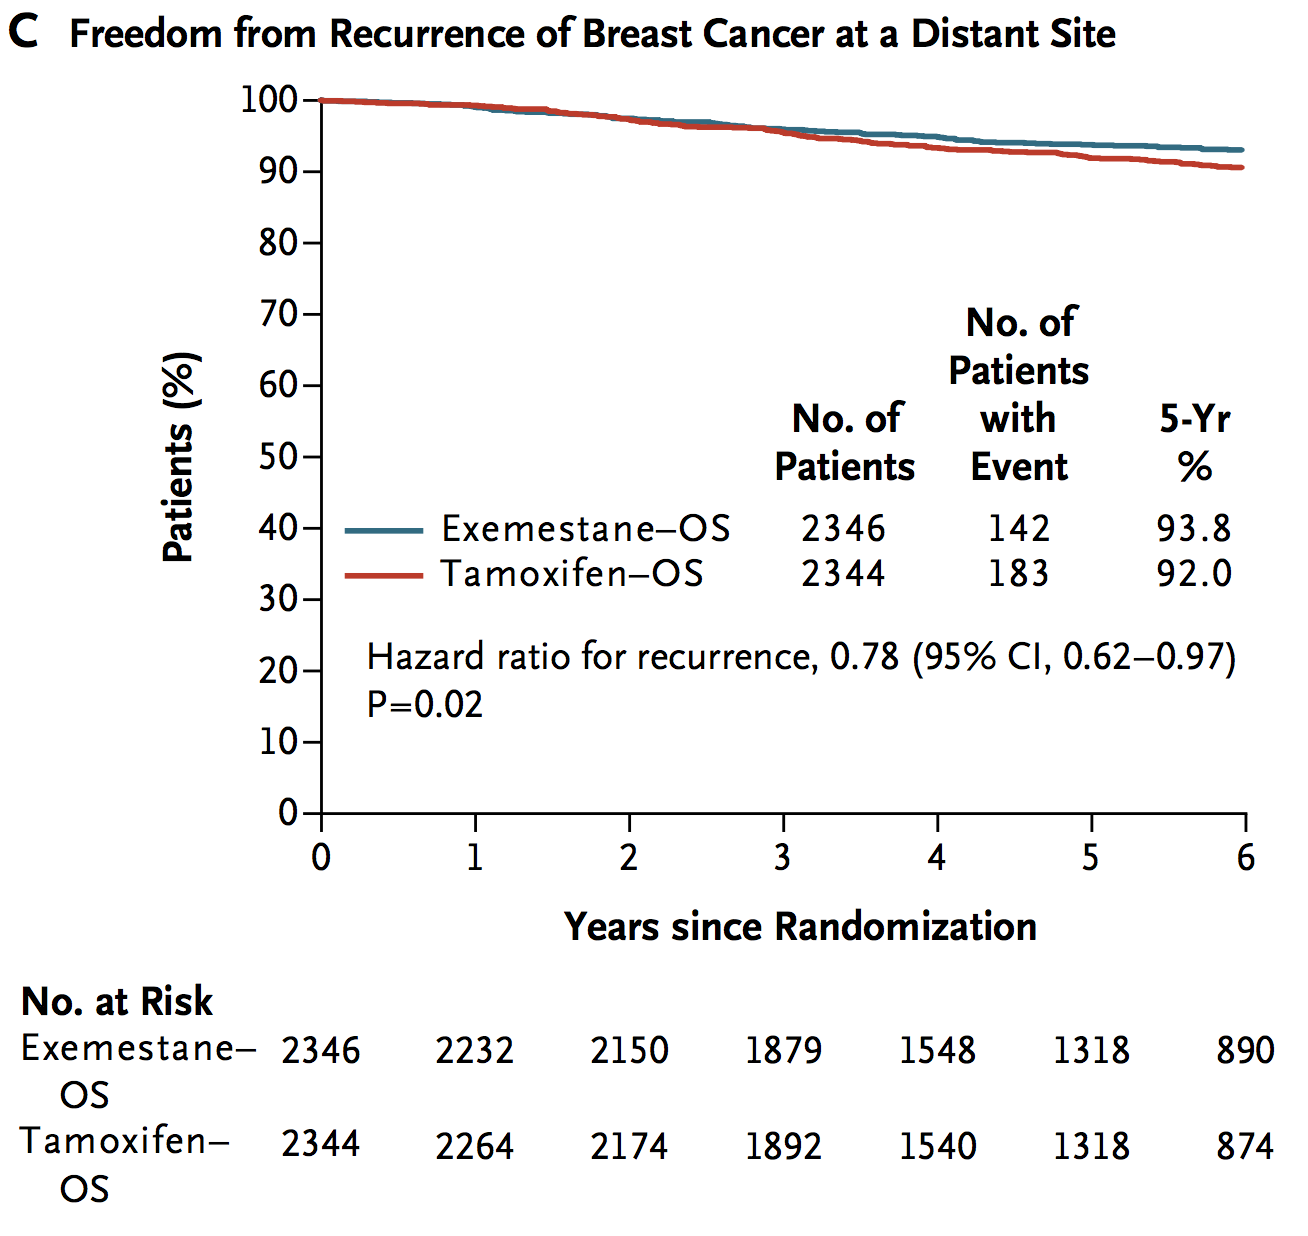 C Freedom from Recurrence of Breast Cancer at a Distant Site
100
90
80
70
60
50
40
30
20
10
0
Patients (%)
No. of Patients
No. of Patients with Event
5-Yr %
Exemestane–OS 2346 142 93.8
Tamoxifen–OS 2344 183 92.0
Hazard ratio for recurrence, 0.78 (95% CI, 0.62–0.97)
P=0.02
0 1 2 3 4 5 6
Years since Randomization
No. at Risk
Exemestane– 2346 2232 2150 1879 1548 1318 890
OS
Tamoxifen– 2344 2264 2174 1892 1540 1318 874
OS